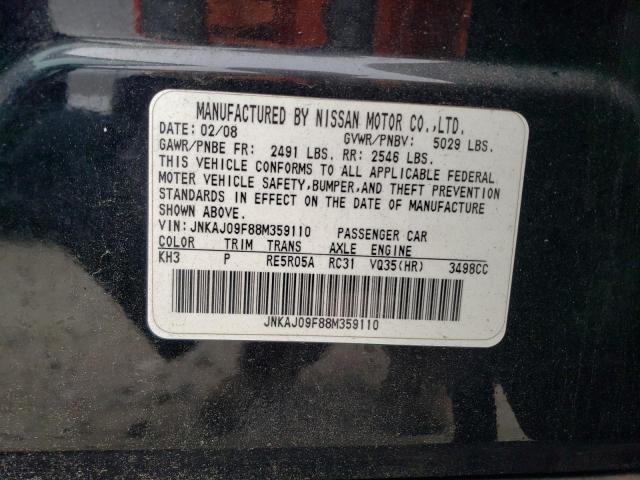 MANUFACTURED BY NISSAN MOTOR CO.,LTD.
DATE: 02/08 GVWR/PNBV: 5029 LBS.
GAWR/PNBE FR: 2491 LBS. RR: 2546 LBS.
THIS VEHICLE CONFORMS TO ALL APPLICABLE FEDERAL
MOTOR VEHICLE SAFETY,BUMPER,AND THEFT PREVENTION
STANDARDS IN EFFECT ON THE DATE OF MANUFACTURE
SHOWN ABOVE.
VIN: JNKAJ09F88M359110 PASSENGER CAR
COLOR TRIM TRANS AXLE ENGINE
KH3 P RE5R05A RC31 VQ35(HR) 3498CC
JNKAJ09F88M359110